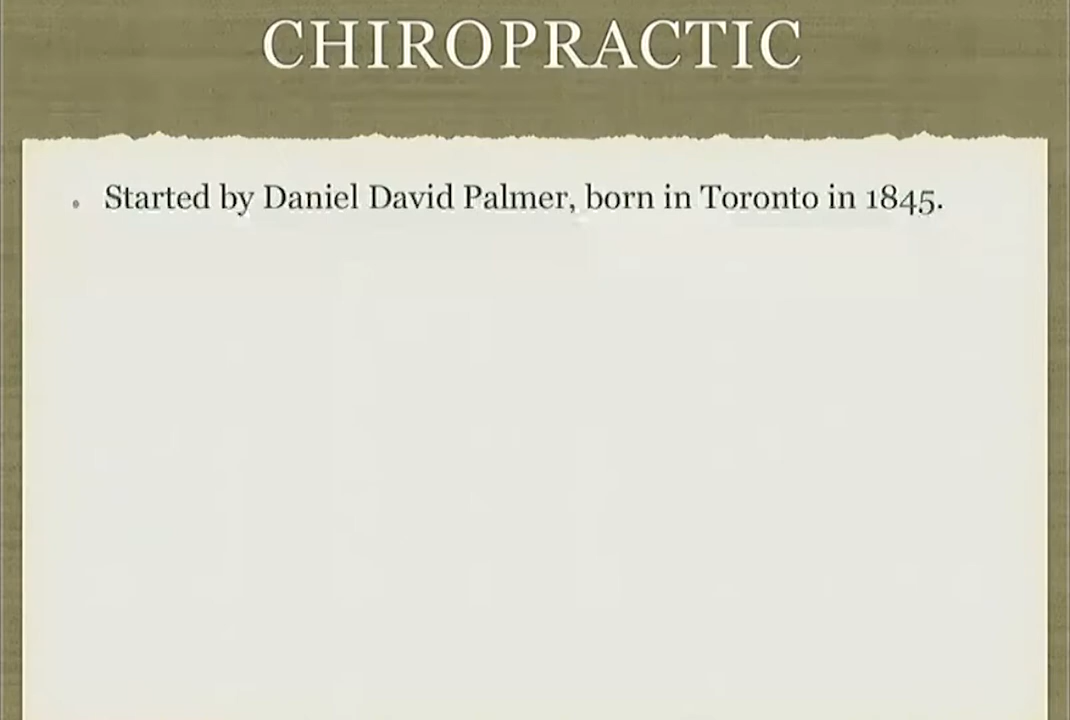 CHIROPRACTIC
• Started by Daniel David Palmer, born in Toronto in 1845.